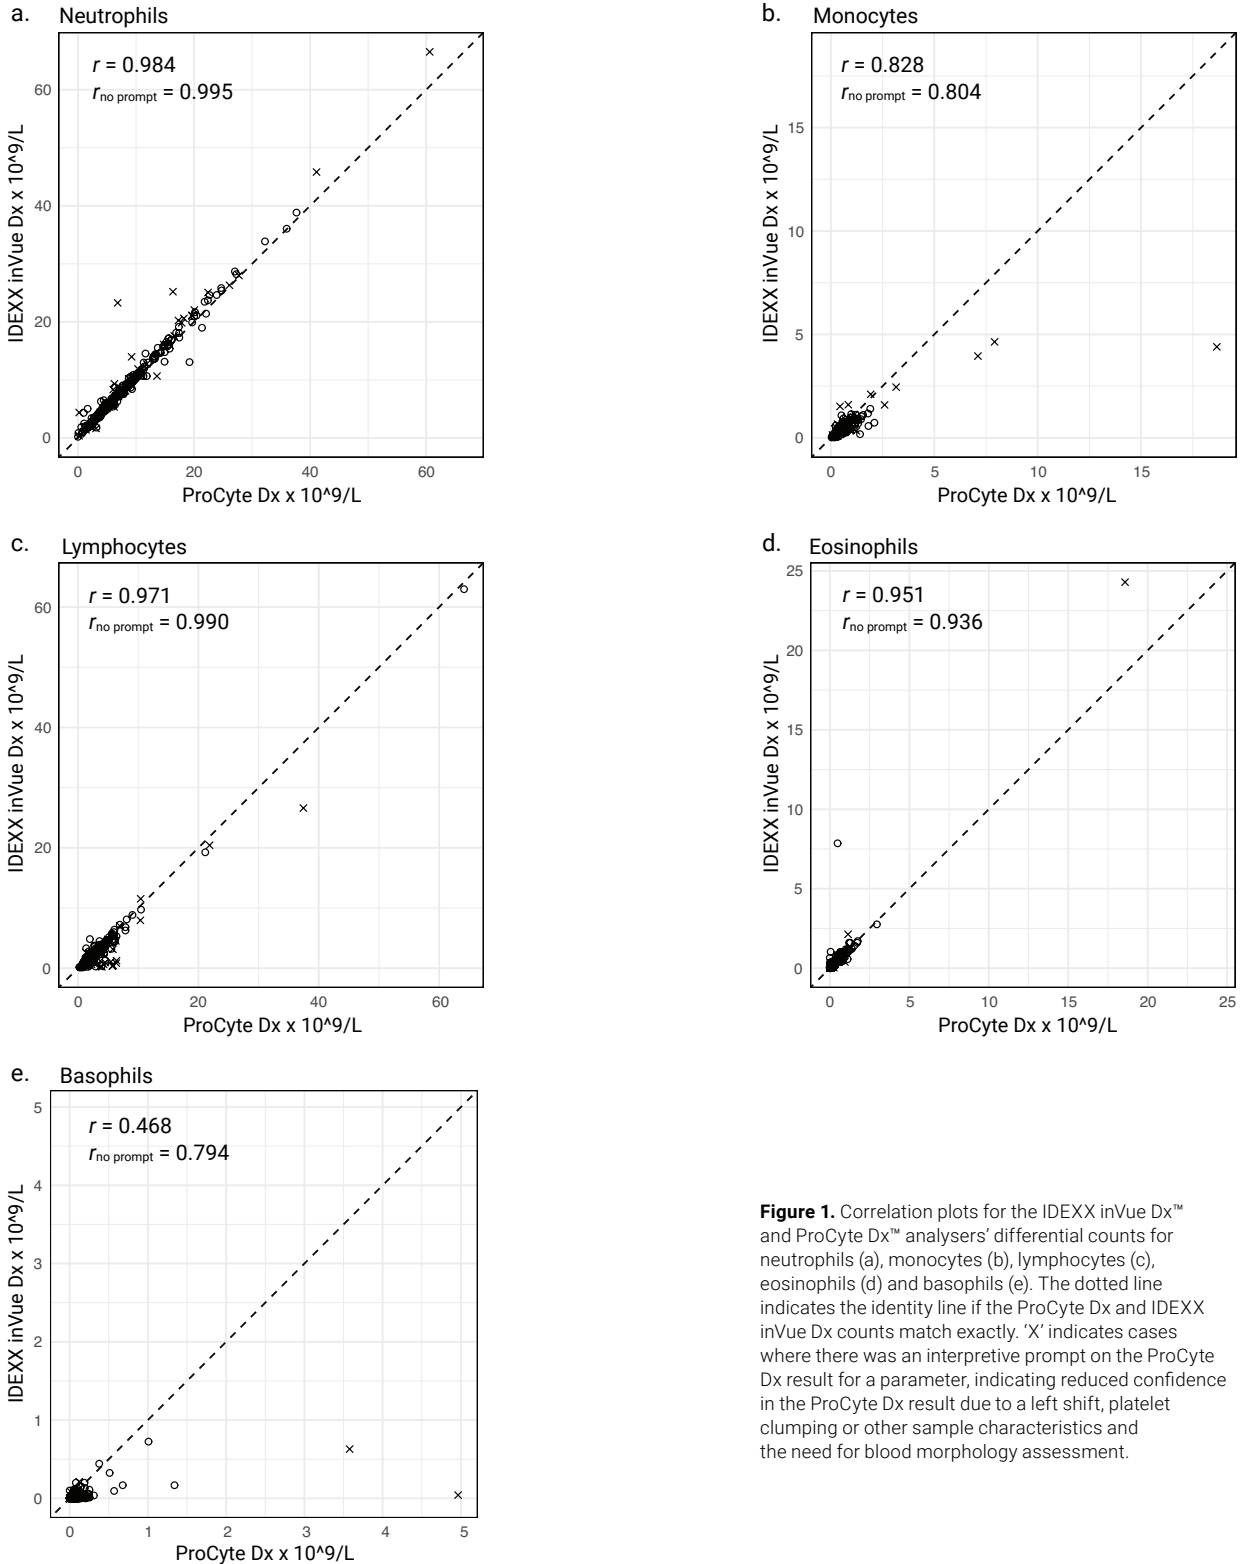 a. Neutrophils
r = 0.984
rno prompt = 0.995
60
40
20
0
0 20 40 60
IDEXX inVue Dx x 10^9/L
ProCyte Dx x 10^9/L
b. Monocytes
r = 0.828
rno prompt = 0.804
15
10
5
0
0 5 10 15
IDEXX inVue Dx x 10^9/L
ProCyte Dx x 10^9/L
c. Lymphocytes
r = 0.971
rno prompt = 0.990
60
40
20
0
0 20 40 60
IDEXX inVue Dx x 10^9/L
ProCyte Dx x 10^9/L
d. Eosinophils
r = 0.951
rno prompt = 0.936
25
20
15
10
5
0
0 5 10 15 20 25
IDEXX inVue Dx x 10^9/L
ProCyte Dx x 10^9/L
e. Basophils
r = 0.468
rno prompt = 0.794
5
4
3
2
1
0
0 1 2 3 4 5
IDEXX inVue Dx x 10^9/L
ProCyte Dx x 10^9/L
Figure 1. Correlation plots for the IDEXX inVue Dx™
and ProCyte Dx™ analysers’ differential counts for
neutrophils (a), monocytes (b), lymphocytes (c),
eosinophils (d) and basophils (e). The dotted line
indicates the identity line if the ProCyte Dx and IDEXX
inVue Dx counts match exactly. ‘X’ indicates cases
where there was an interpretive prompt on the ProCyte
Dx result for a parameter, indicating reduced confidence
in the ProCyte Dx result due to a left shift, platelet
clumping or other sample characteristics and
the need for blood morphology assessment.